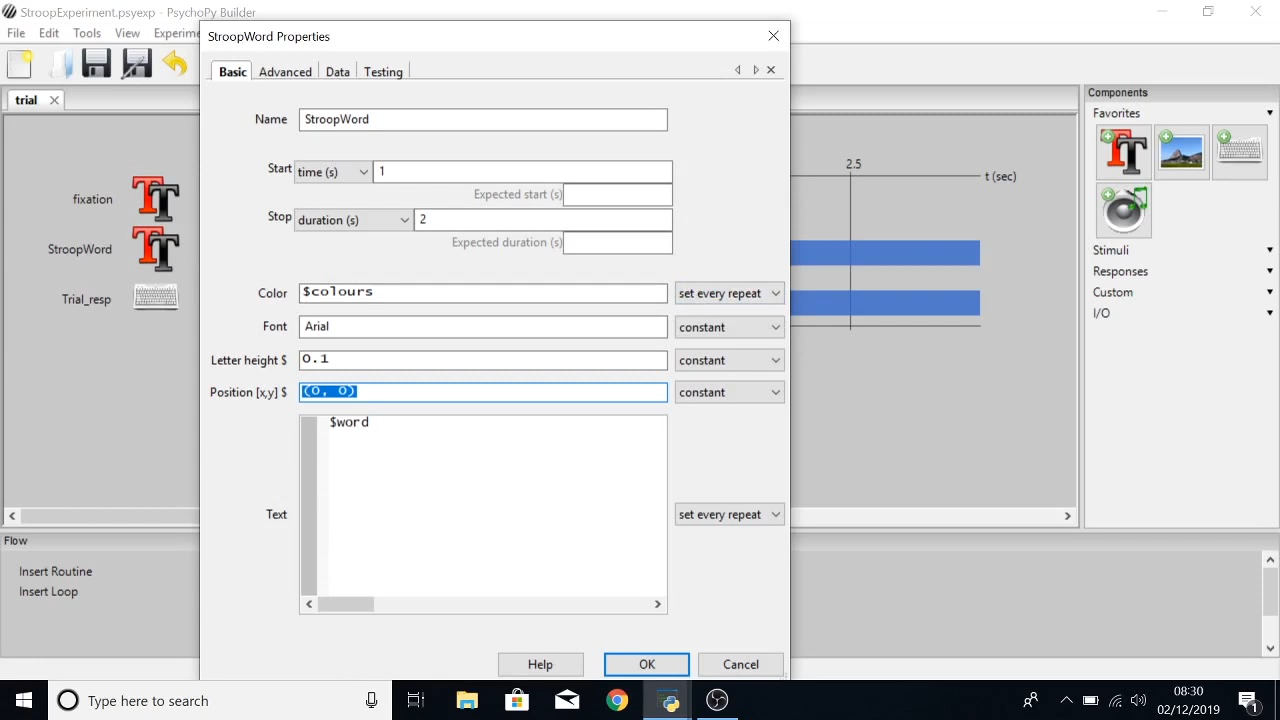 StroopExperiment.psyexp - PsychoPy Builder
File Edit Tools View Experime
StroopWord Properties
trial
Basic Advanced Data Testing
Name StroopWord
Start time (s) 1
Expected start (s)
Stop duration (s) 2
Expected duration (s)
Color $colours set every repeat
Font Arial constant
Letter height $ 0.1 constant
Position [x,y] $ (0, 0) constant
$word
Text set every repeat
Help OK Cancel
fixation
StroopWord
Trial_resp
2.5
t (sec)
Components
Favorites
Stimuli
Responses
Custom
I/O
Flow
Insert Routine
Insert Loop
Type here to search
08:30
02/12/2019
1